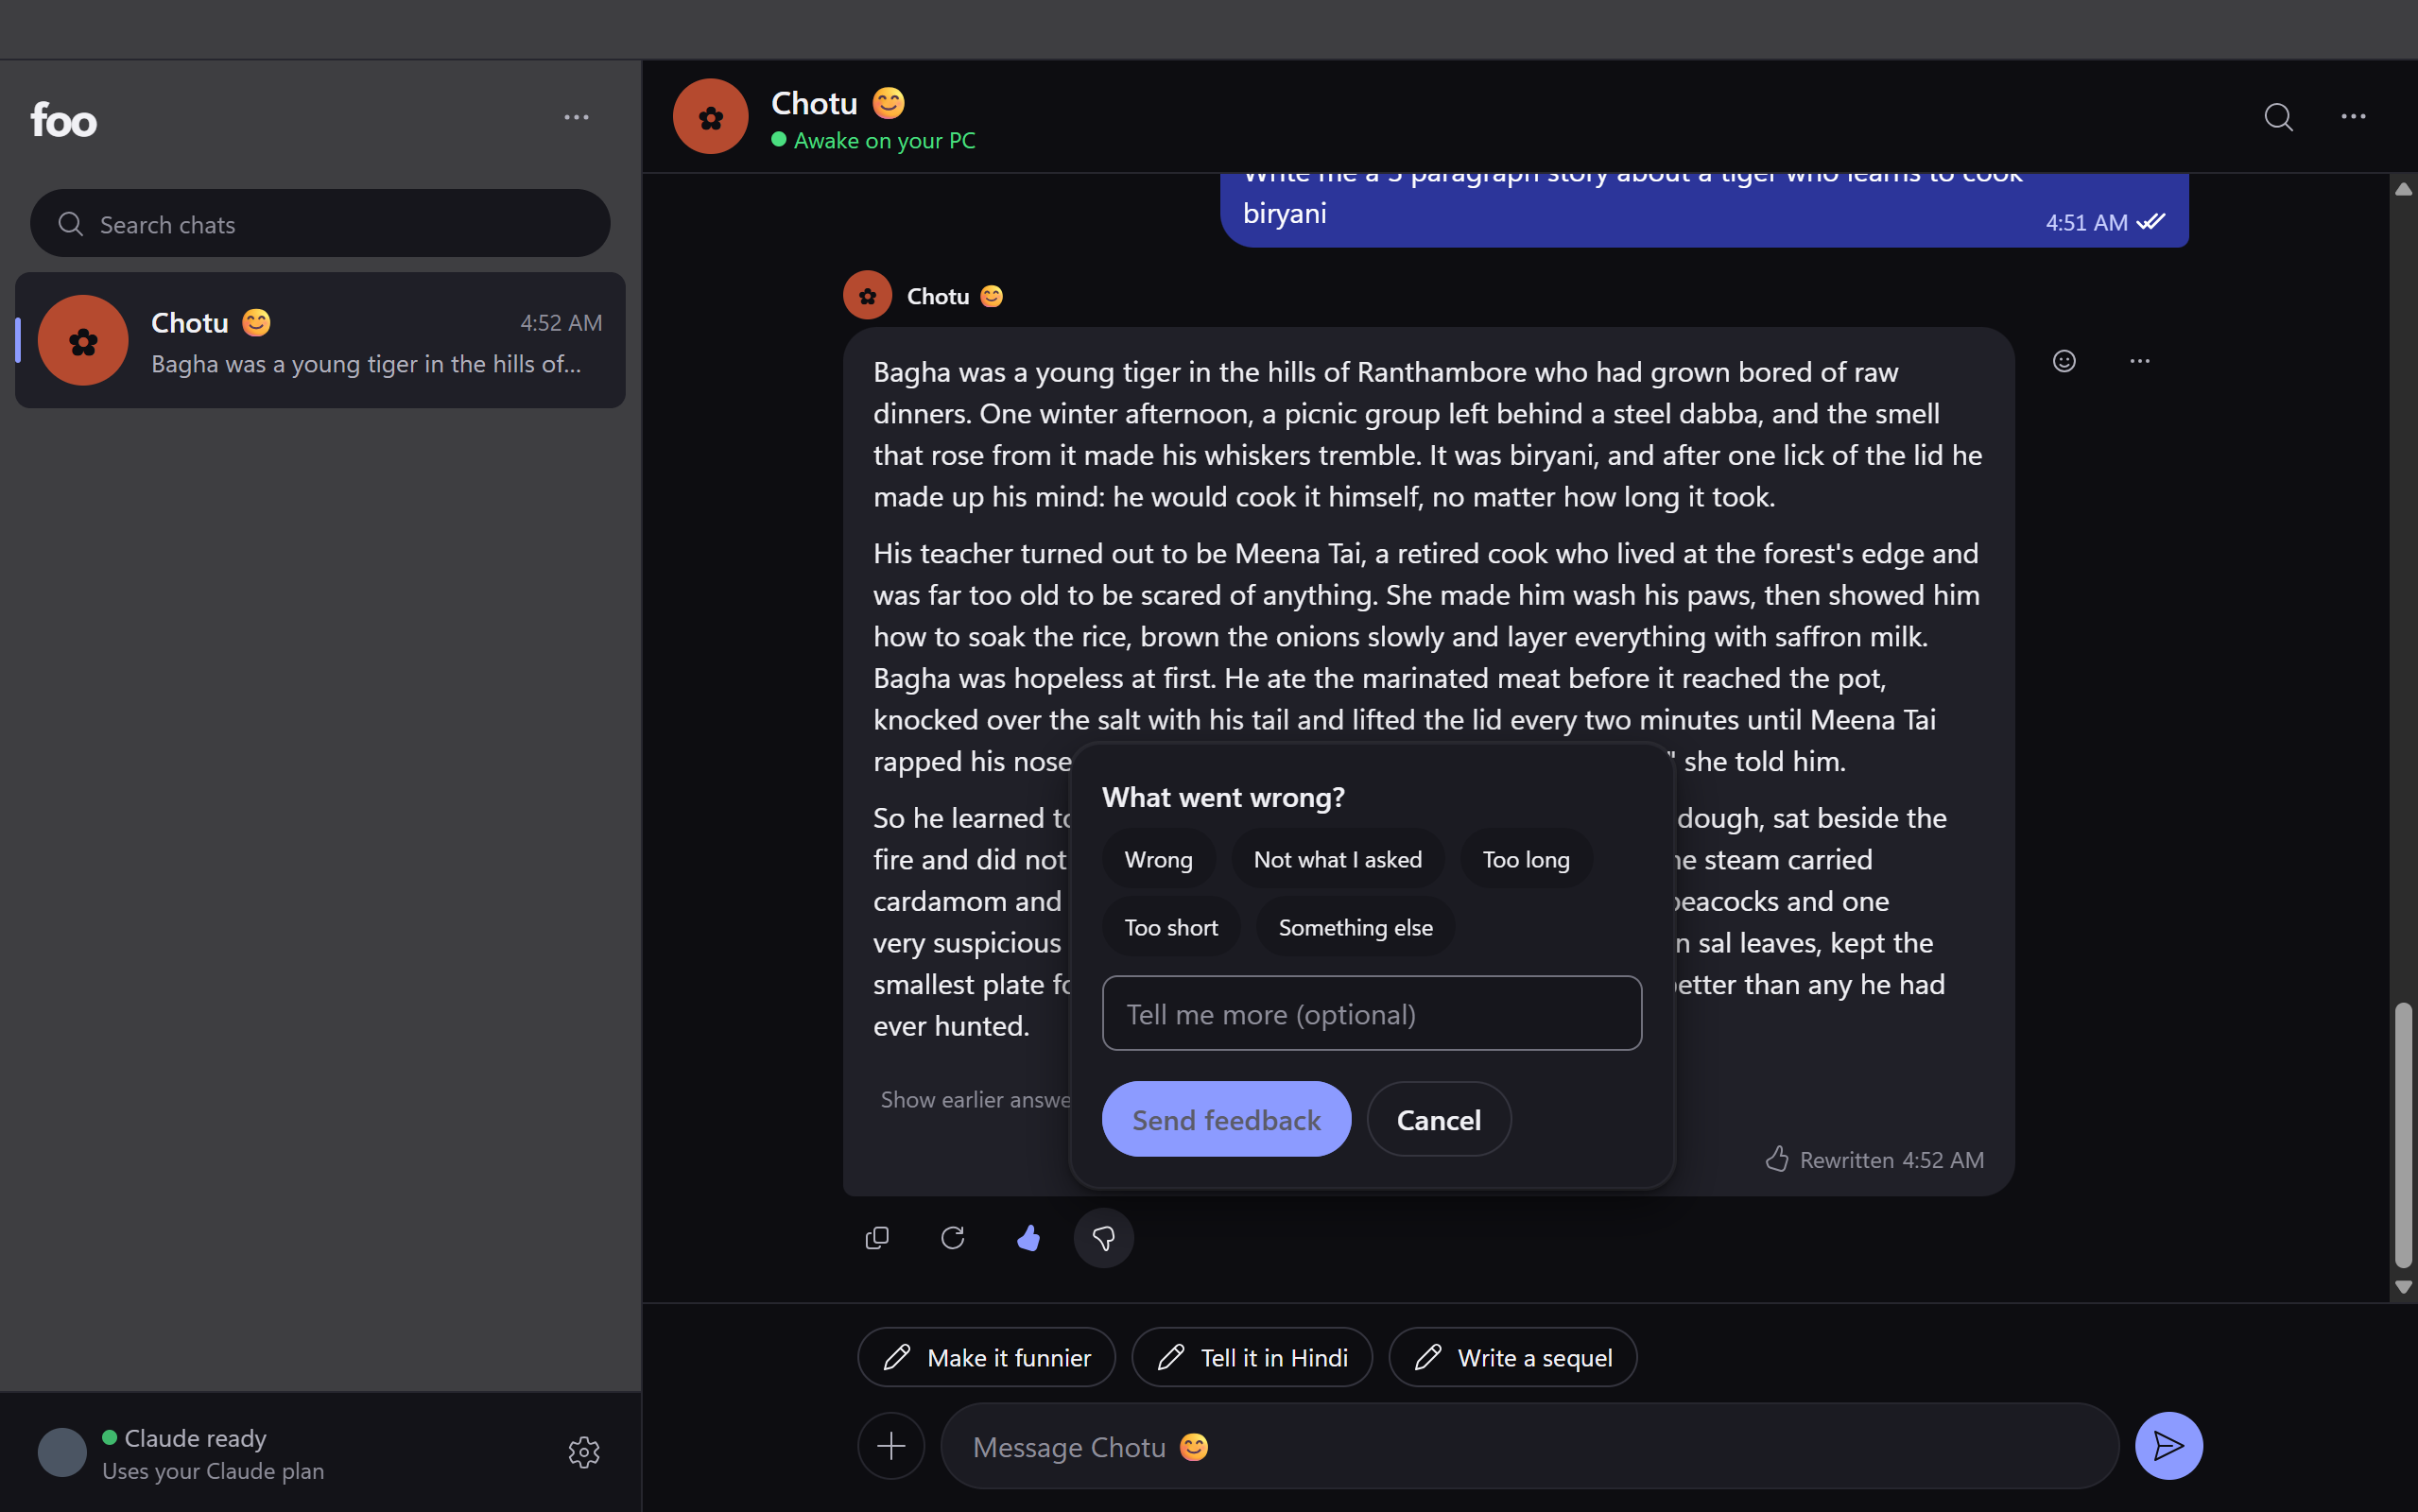 foo
Search chats
Chotu 😊
4:52 AM
Bagha was a young tiger in the hills of...
Claude ready
Uses your Claude plan
Chotu 😊
Awake on your PC
Write me a 3 paragraph story about a tiger who learns to cook
biryani
4:51 AM
Chotu 😊
Bagha was a young tiger in the hills of Ranthambore who had grown bored of raw
dinners. One winter afternoon, a picnic group left behind a steel dabba, and the smell
that rose from it made his whiskers tremble. It was biryani, and after one lick of the lid he
made up his mind: he would cook it himself, no matter how long it took.
His teacher turned out to be Meena Tai, a retired cook who lived at the forest's edge and
was far too old to be scared of anything. She made him wash his paws, then showed him
how to soak the rice, brown the onions slowly and layer everything with saffron milk.
Bagha was hopeless at first. He ate the marinated meat before it reached the pot,
knocked over the salt with his tail and lifted the lid every two minutes until Meena Tai
rapped his nose " she told him.
So he learned dough, sat beside the
fire and did not steam carried
cardamom and and one
very suspicious sal leaves, kept the
smallest plate than any he had
ever hunted.
Show earlier
Rewritten 4:52 AM
What went wrong?
Wrong
Not what I asked
Too long
Too short
Something else
Tell me more (optional)
Send feedback
Cancel
Make it funnier
Tell it in Hindi
Write a sequel
Message Chotu 😊